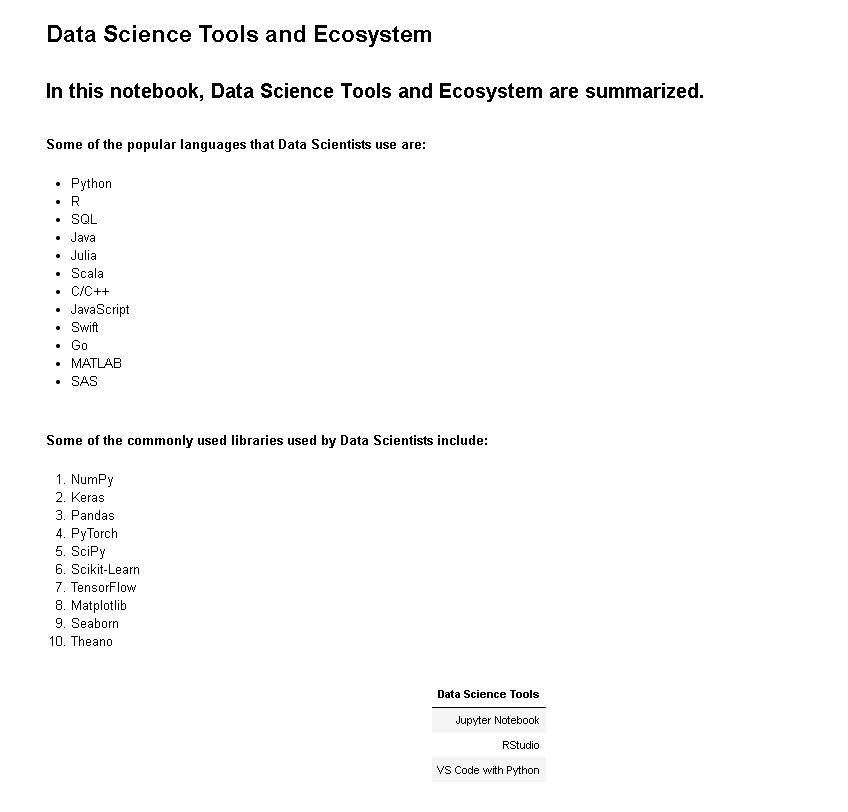 Data Science Tools and Ecosystem
In this notebook, Data Science Tools and Ecosystem are summarized.
Some of the popular languages that Data Scientists use are:
• Python
• R
• SQL
• Java
• Julia
• Scala
• C/C++
• JavaScript
• Swift
• Go
• MATLAB
• SAS
Some of the commonly used libraries used by Data Scientists include:
1. NumPy
2. Keras
3. Pandas
4. PyTorch
5. SciPy
6. Scikit-Learn
7. TensorFlow
8. Matplotlib
9. Seaborn
10. Theano
Data Science Tools
Jupyter Notebook
RStudio
VS Code with Python